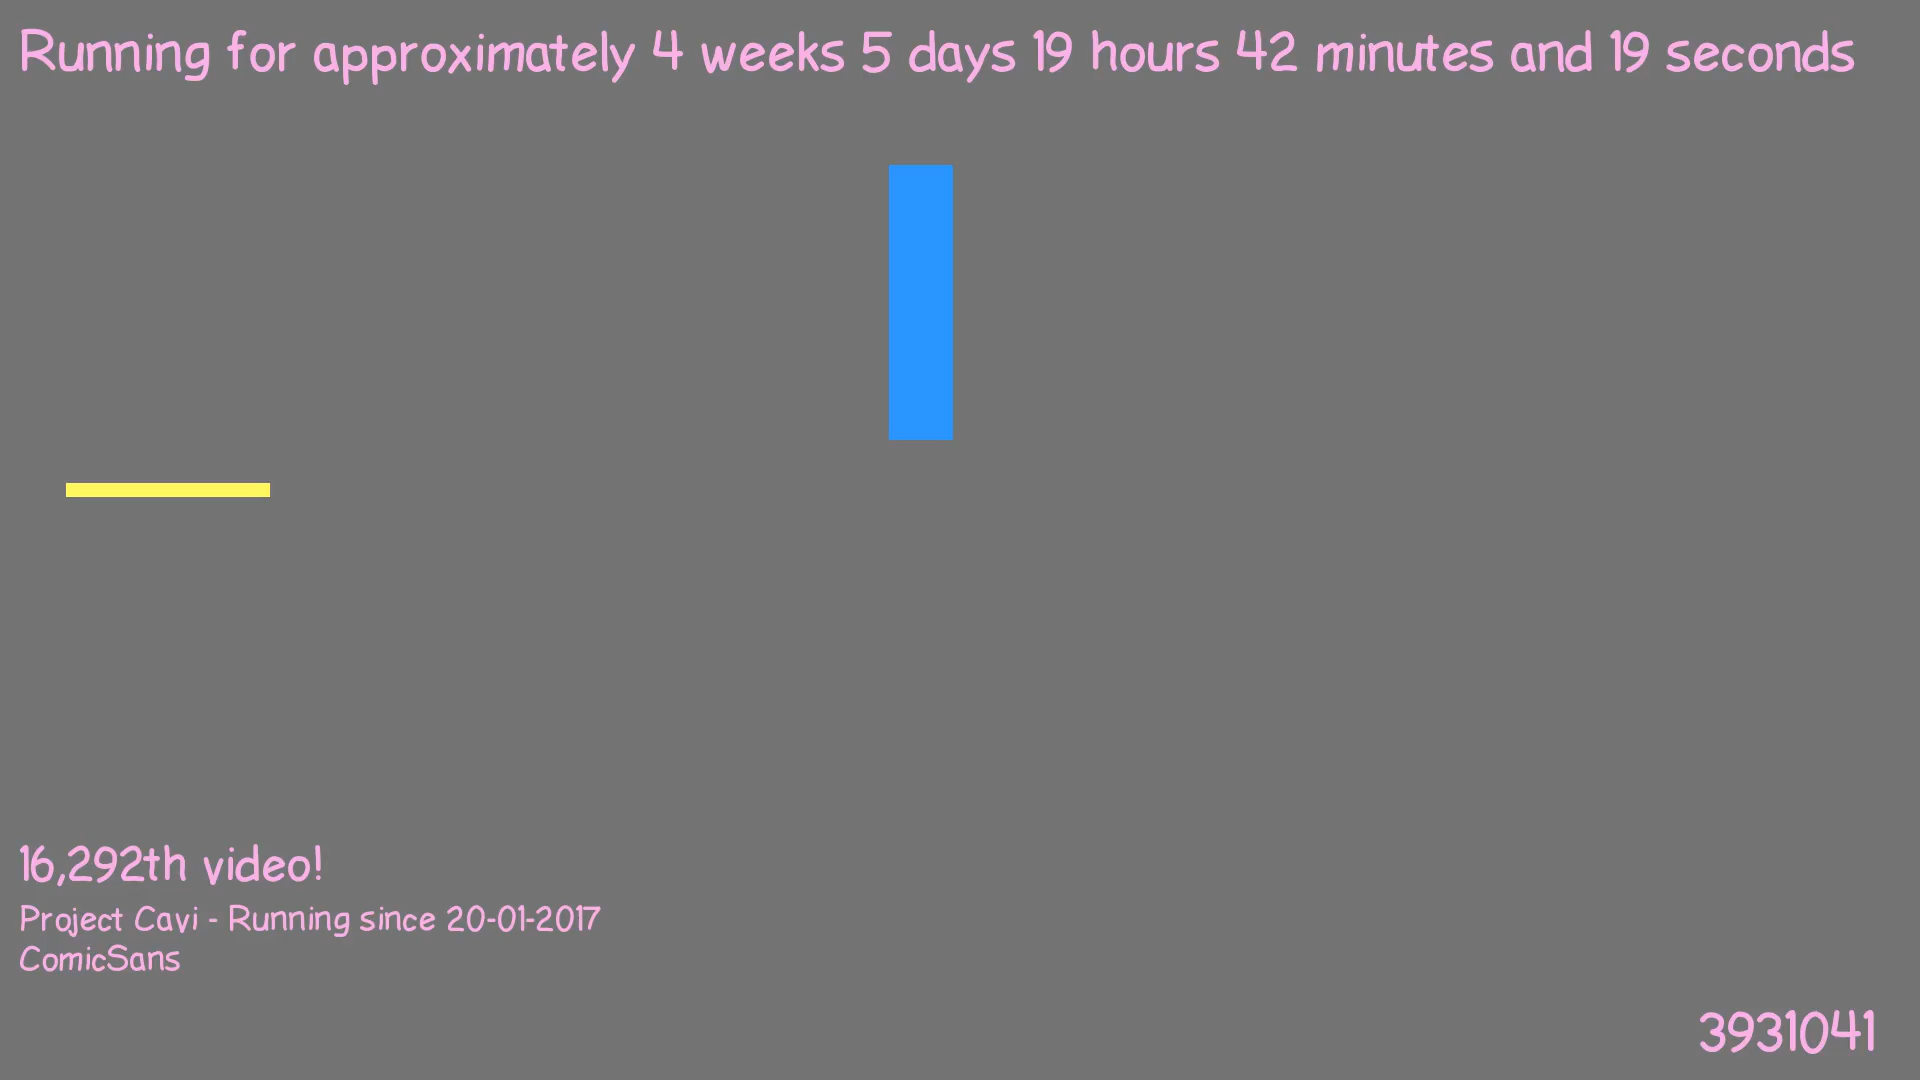 Running for approximately 4 weeks 5 days 19 hours 42 minutes and 19 seconds
16,292th video!
Project Cavi - Running since 20-01-2017
ComicSans
3931041